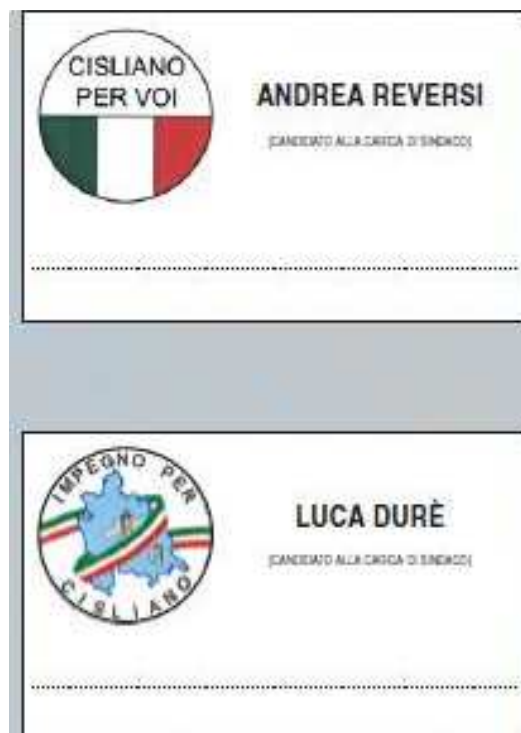 CISLIANO
PER VOI
ANDREA REVERSI
(CANDIDATO ALLA CARICA DI SINDACO)
IMPEGNO PER
CISLIANO
LUCA DURÈ
(CANDIDATO ALLA CARICA DI SINDACO)